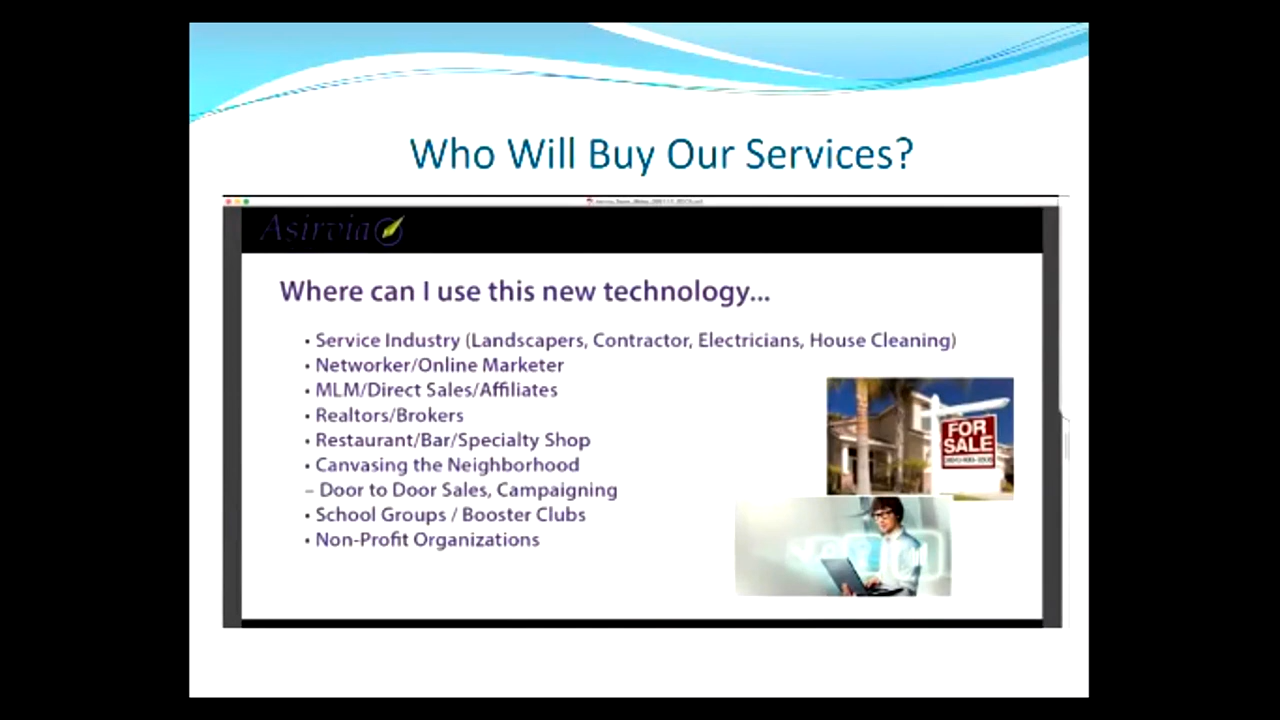 Who Will Buy Our Services?
Asirvia
Where can I use this new technology...
• Service Industry (Landscapers, Contractor, Electricians, House Cleaning)
• Networker/Online Marketer
• MLM/Direct Sales/Affiliates
• Realtors/Brokers
• Restaurant/Bar/Specialty Shop
• Canvasing the Neighborhood
– Door to Door Sales, Campaigning
• School Groups / Booster Clubs
• Non-Profit Organizations
FOR
SALE